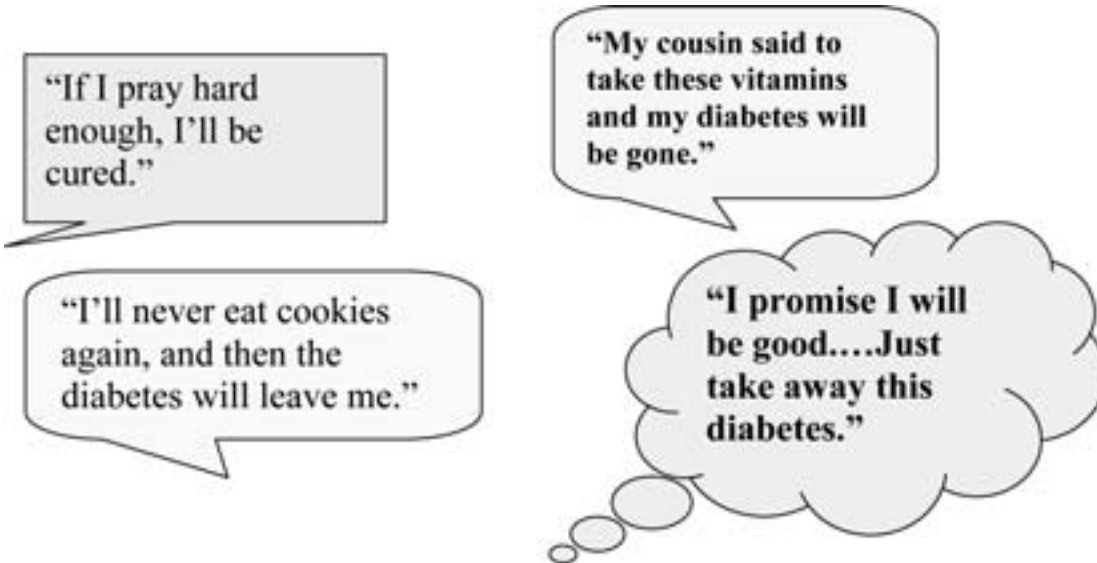 “If I pray hard
enough, I’ll be
cured.”
“My cousin said to
take these vitamins
and my diabetes will
be gone.”
“I’ll never eat cookies
again, and then the
diabetes will leave me.”
“I promise I will
be good.…Just
take away this
diabetes.”